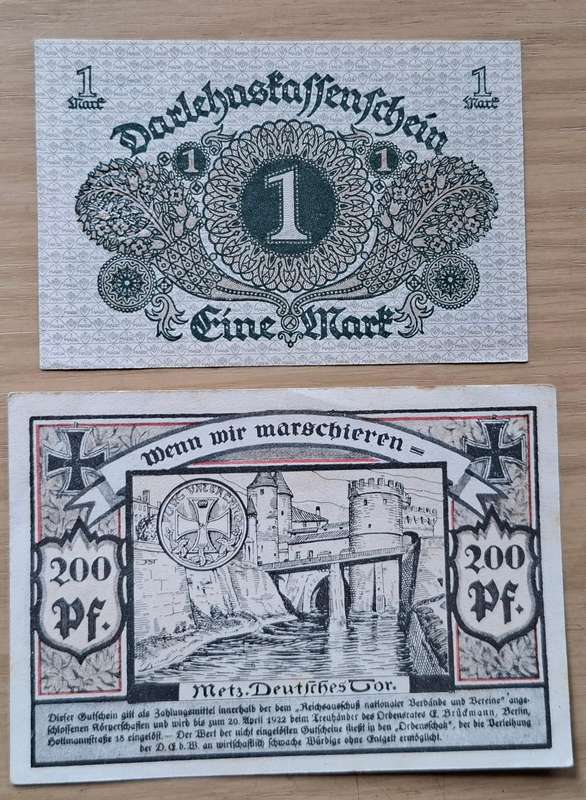 1 1
Mark Mark
Darlehnskassenschein
1 1
1
Eine Mark
Wenn wir marschieren =
200 200
Pf. Pf.
Metz. Deutsches Tor.
Dieser Gutschein gilt als Zahlungsmittel innerhalb der dem „Reichsausschuß nationaler Verbände und Vereine" ange-
schlossenen Körperschaften und wird bis zum 20. April 1922 beim Treuhänder des Ordensrates E. Brückmann, Berlin,
Hollmannstraße 18 eingelöst. — Der Wert der nicht eingelösten Gutscheine fließt in den „Ordensschatz", der die Verleihung
der D. E. d. W. an wirtschaftlich schwache Würdige ohne Entgelt ermöglicht.